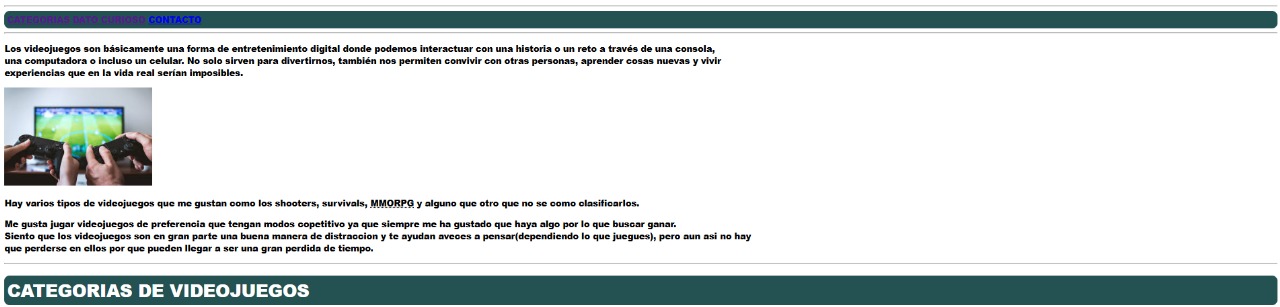 CATEGORIAS DATO CURIOSO CONTACTO
Los videojuegos son básicamente una forma de entretenimiento digital donde podemos interactuar con una historia o un reto a través de una consola,
una computadora o incluso un celular. No solo sirven para divertirnos, también nos permiten convivir con otras personas, aprender cosas nuevas y vivir
experiencias que en la vida real serían imposibles.
Hay varios tipos de videojuegos que me gustan como los shooters, survivals, MMORPG y alguno que otro que no se como clasificarlos.
Me gusta jugar videojuegos de preferencia que tengan modos copetitivo ya que siempre me ha gustado que haya algo por lo que buscar ganar.
Siento que los videojuegos son en gran parte una buena manera de distraccion y te ayudan aveces a pensar(dependiendo lo que juegues), pero aun asi no hay
que perderse en ellos por que pueden llegar a ser una gran perdida de tiempo.
CATEGORIAS DE VIDEOJUEGOS